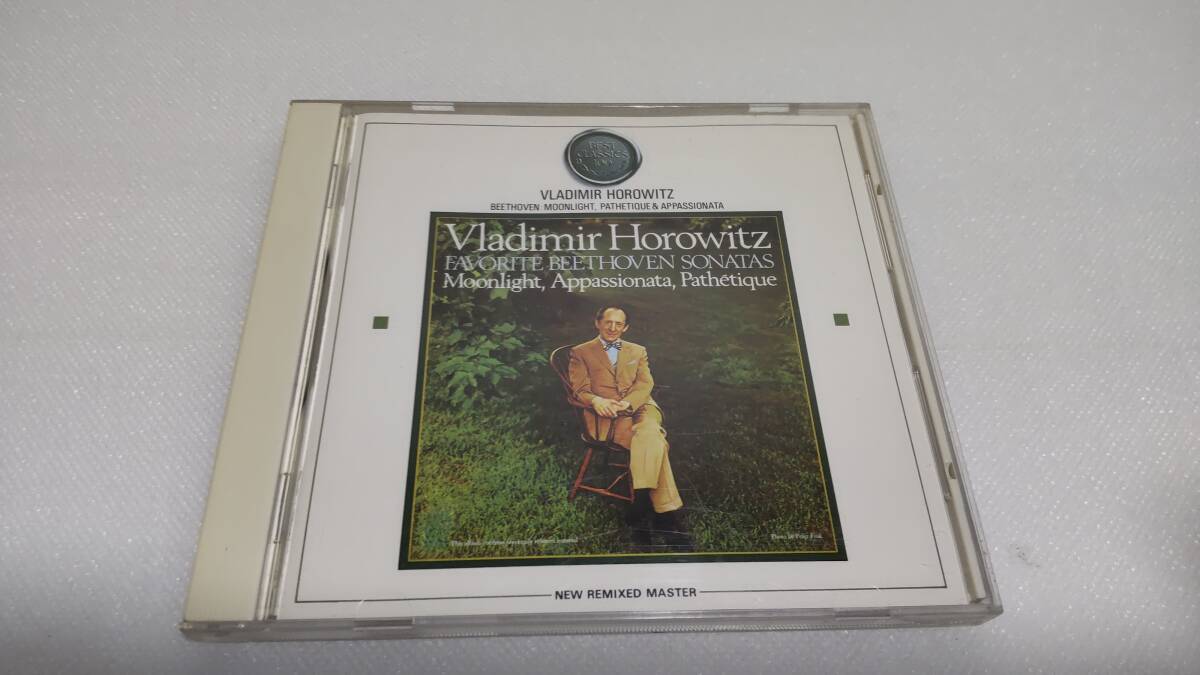 BEST
CLASSICS
100
VLADIMIR HOROWITZ
BEETHOVEN: MOONLIGHT, PATHETIQUE & APPASSIONATA
Vladimir Horowitz
FAVORITE BEETHOVEN SONATAS
Moonlight, Appassionata, Pathétique
NEW REMIXED MASTER